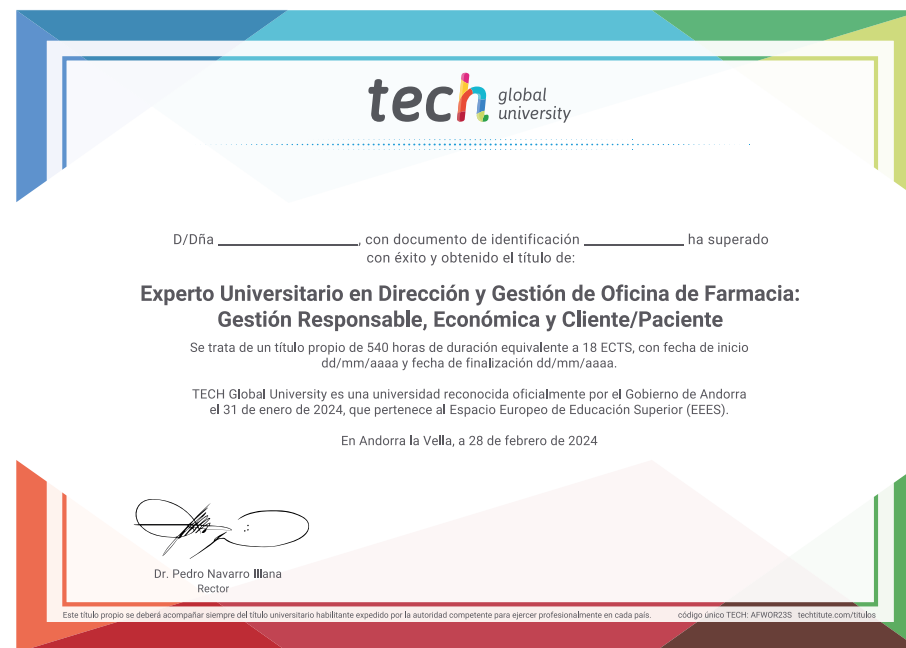 tech global university
D/Dña ____________, con documento de identificación ____________ ha superado
con éxito y obtenido el título de:
Experto Universitario en Dirección y Gestión de Oficina de Farmacia:
Gestión Responsable, Económica y Cliente/Paciente
Se trata de un título propio de 540 horas de duración equivalente a 18 ECTS, con fecha de inicio
dd/mm/aaaa y fecha de finalización dd/mm/aaaa.
TECH Global University es una universidad reconocida oficialmente por el Gobierno de Andorra
el 31 de enero de 2024, que pertenece al Espacio Europeo de Educación Superior (EEES).
En Andorra la Vella, a 28 de febrero de 2024
Dr. Pedro Navarro Illana
Rector
Este título propio se deberá acompañar siempre del título universitario habilitante expedido por la autoridad competente para ejercer profesionalmente en cada país. código único TECH: AFWOR23S techtitute.com/titulos